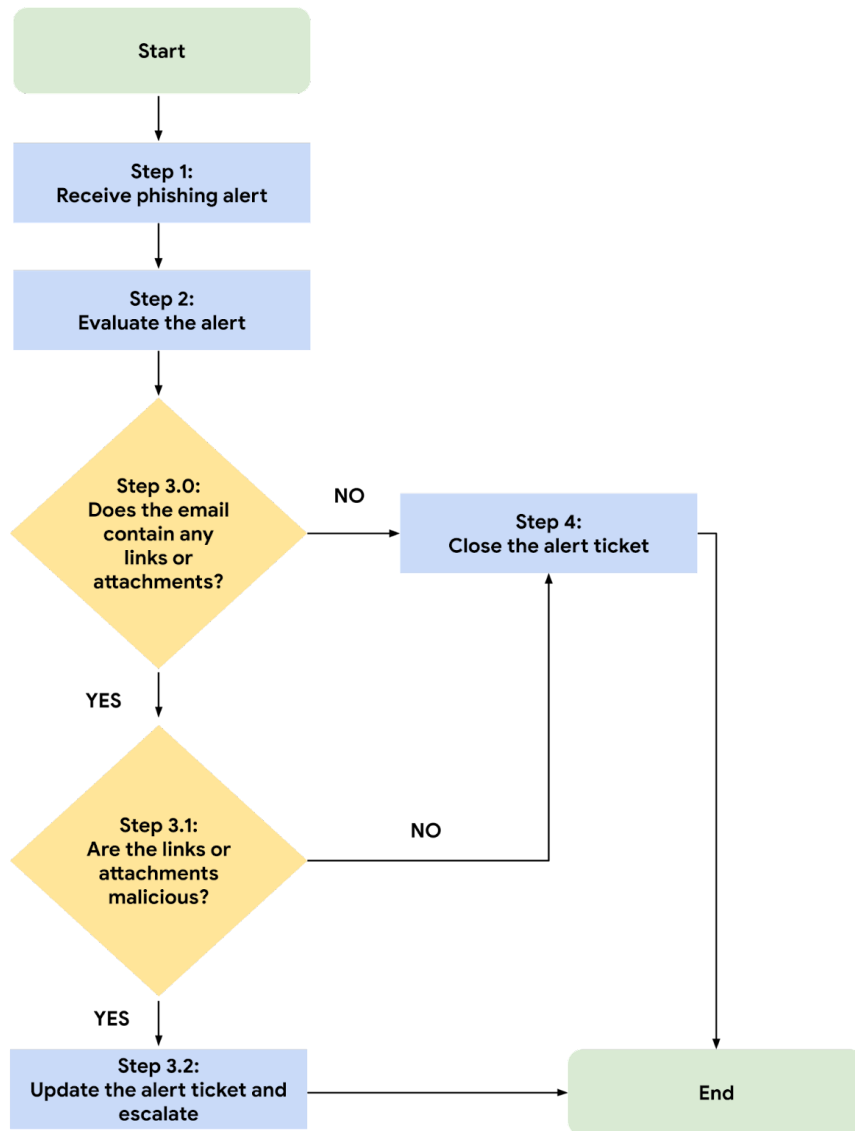 Start
Step 1:
Receive phishing alert
Step 2:
Evaluate the alert
Step 3.0:
Does the email
contain any
links or
attachments?
NO
Step 4:
Close the alert ticket
YES
Step 3.1:
Are the links or
attachments
malicious?
NO
YES
Step 3.2:
Update the alert ticket and
escalate
End